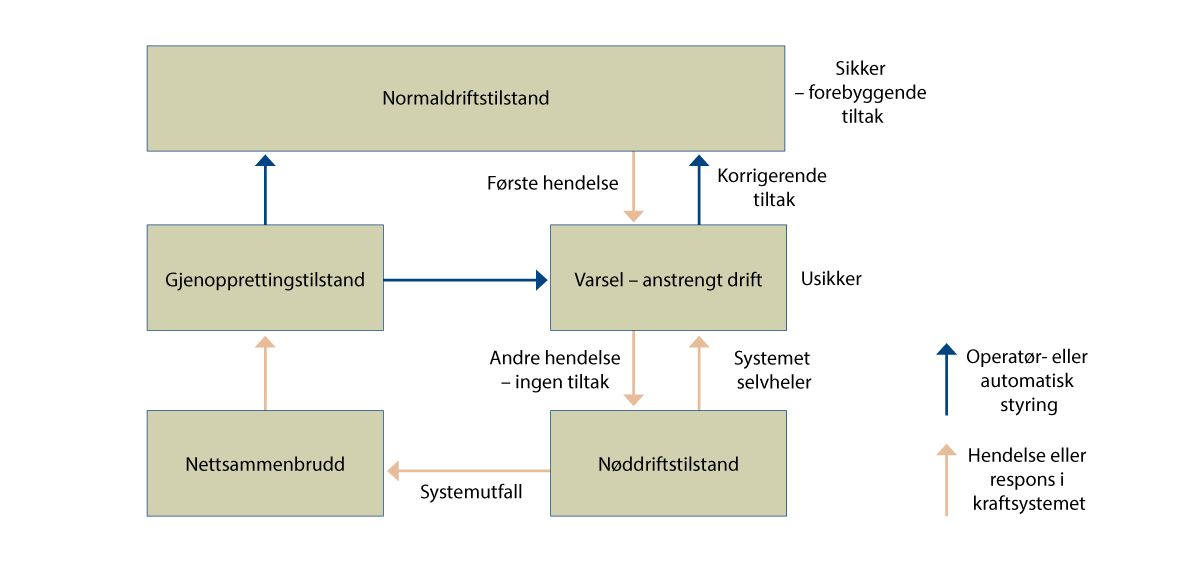 Normaldriftstilstand
Sikker
– forebyggende
tiltak
Første hendelse
Korrigerende
tiltak
Gjenopprettingstilstand
Varsel – anstrengt drift
Usikker
Andre hendelse
– ingen tiltak
Systemet
selvheler
Nettsammenbrudd
Systemutfall
Nøddriftstilstand
Operatør- eller
automatisk
styring
Hendelse eller
respons i
kraftsystemet